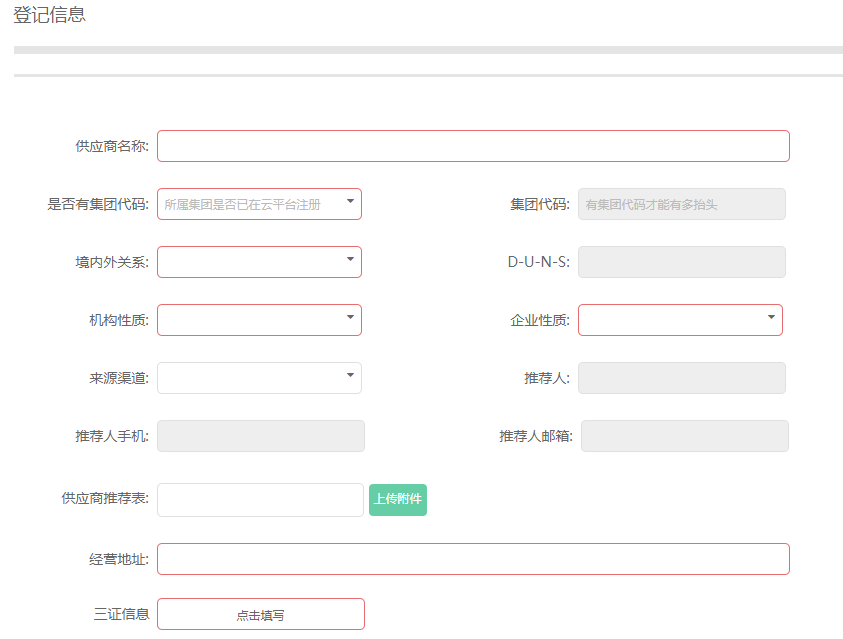 登记信息
供应商名称:
是否有集团代码: 所属集团是否已在云平台注册 集团代码: 有集团代码才能有多抬头
境内外关系: D-U-N-S:
机构性质: 企业性质:
来源渠道: 推荐人:
推荐人手机: 推荐人邮箱:
供应商推荐表: 上传附件
经营地址:
三证信息 点击填写